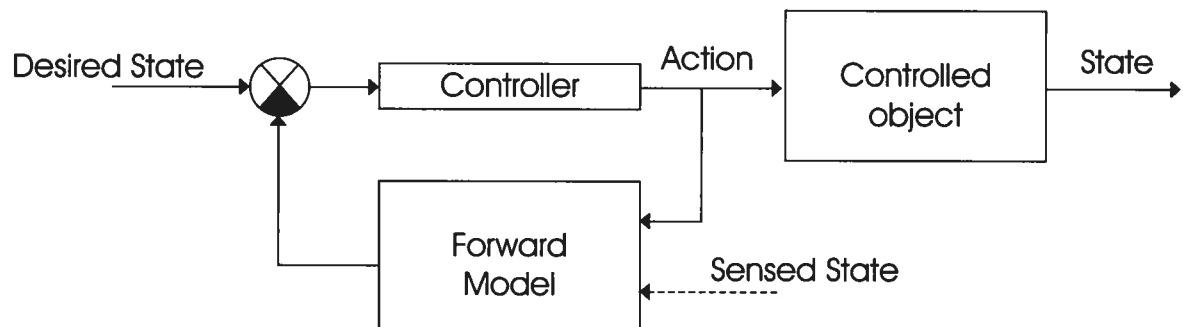 Desired State
Controller
Action
Controlled
object
State
Forward
Model
Sensed State